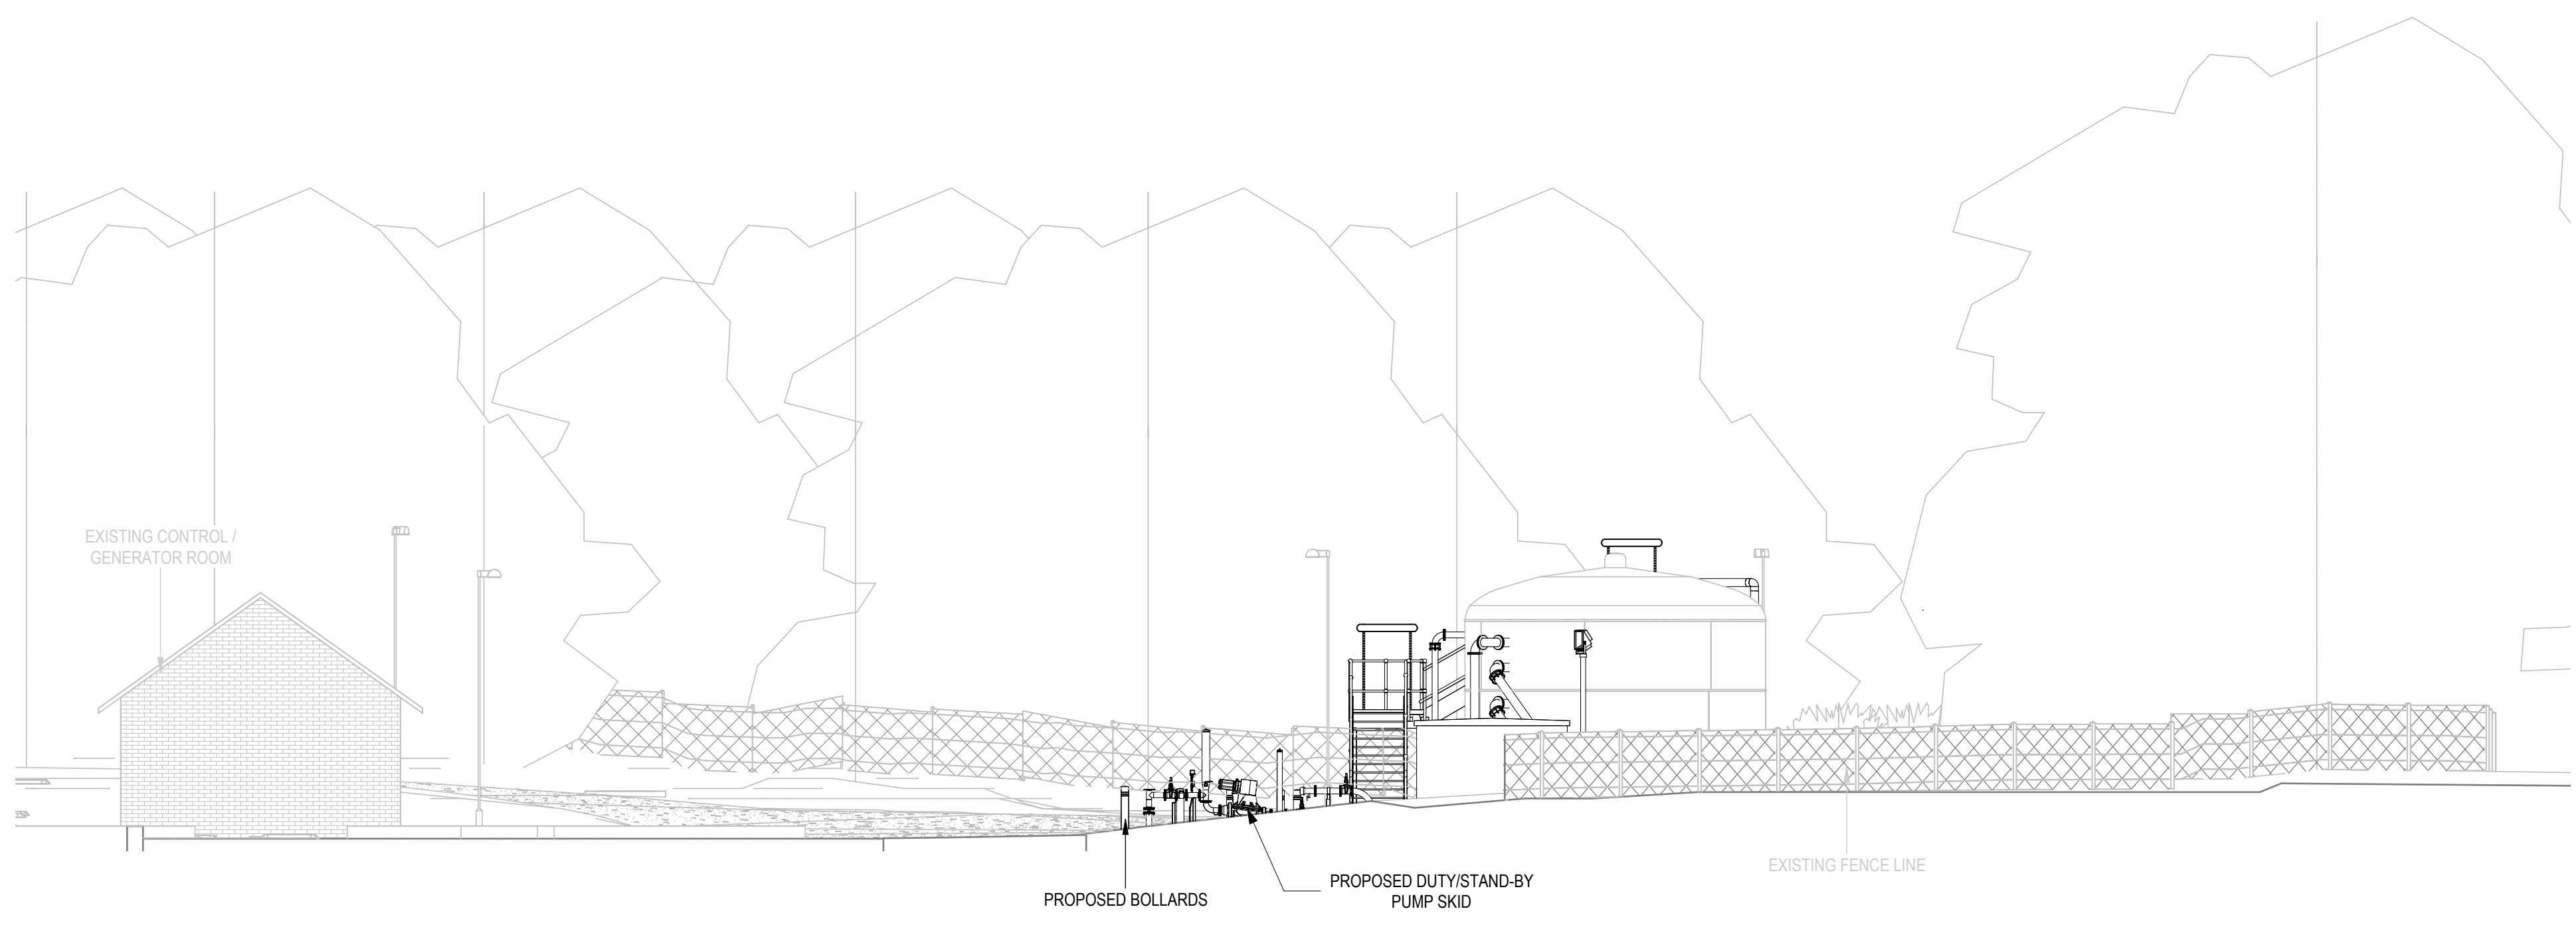 EXISTING CONTROL /
GENERATOR ROOM
EXISTING FENCE LINE
PROPOSED BOLLARDS
PROPOSED DUTY/STAND-BY
PUMP SKID